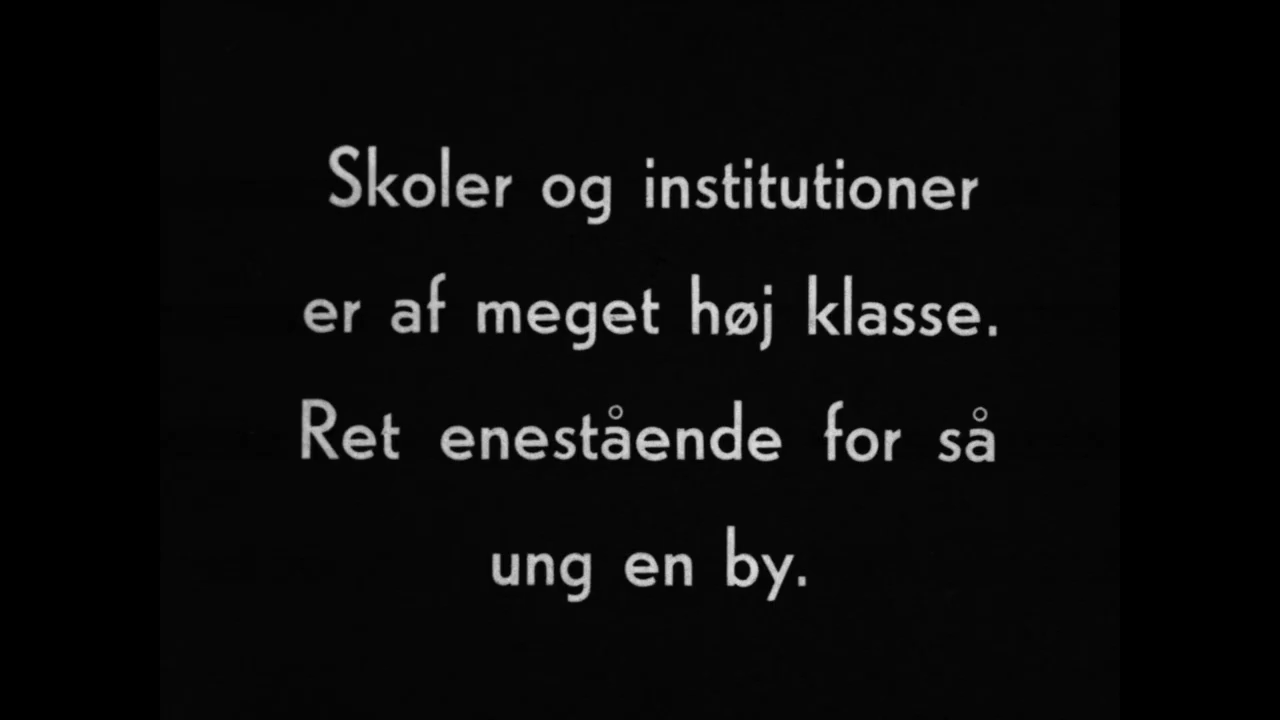 Skoler og institutioner
er af meget høj klasse.
Ret enestående for så
ung en by.